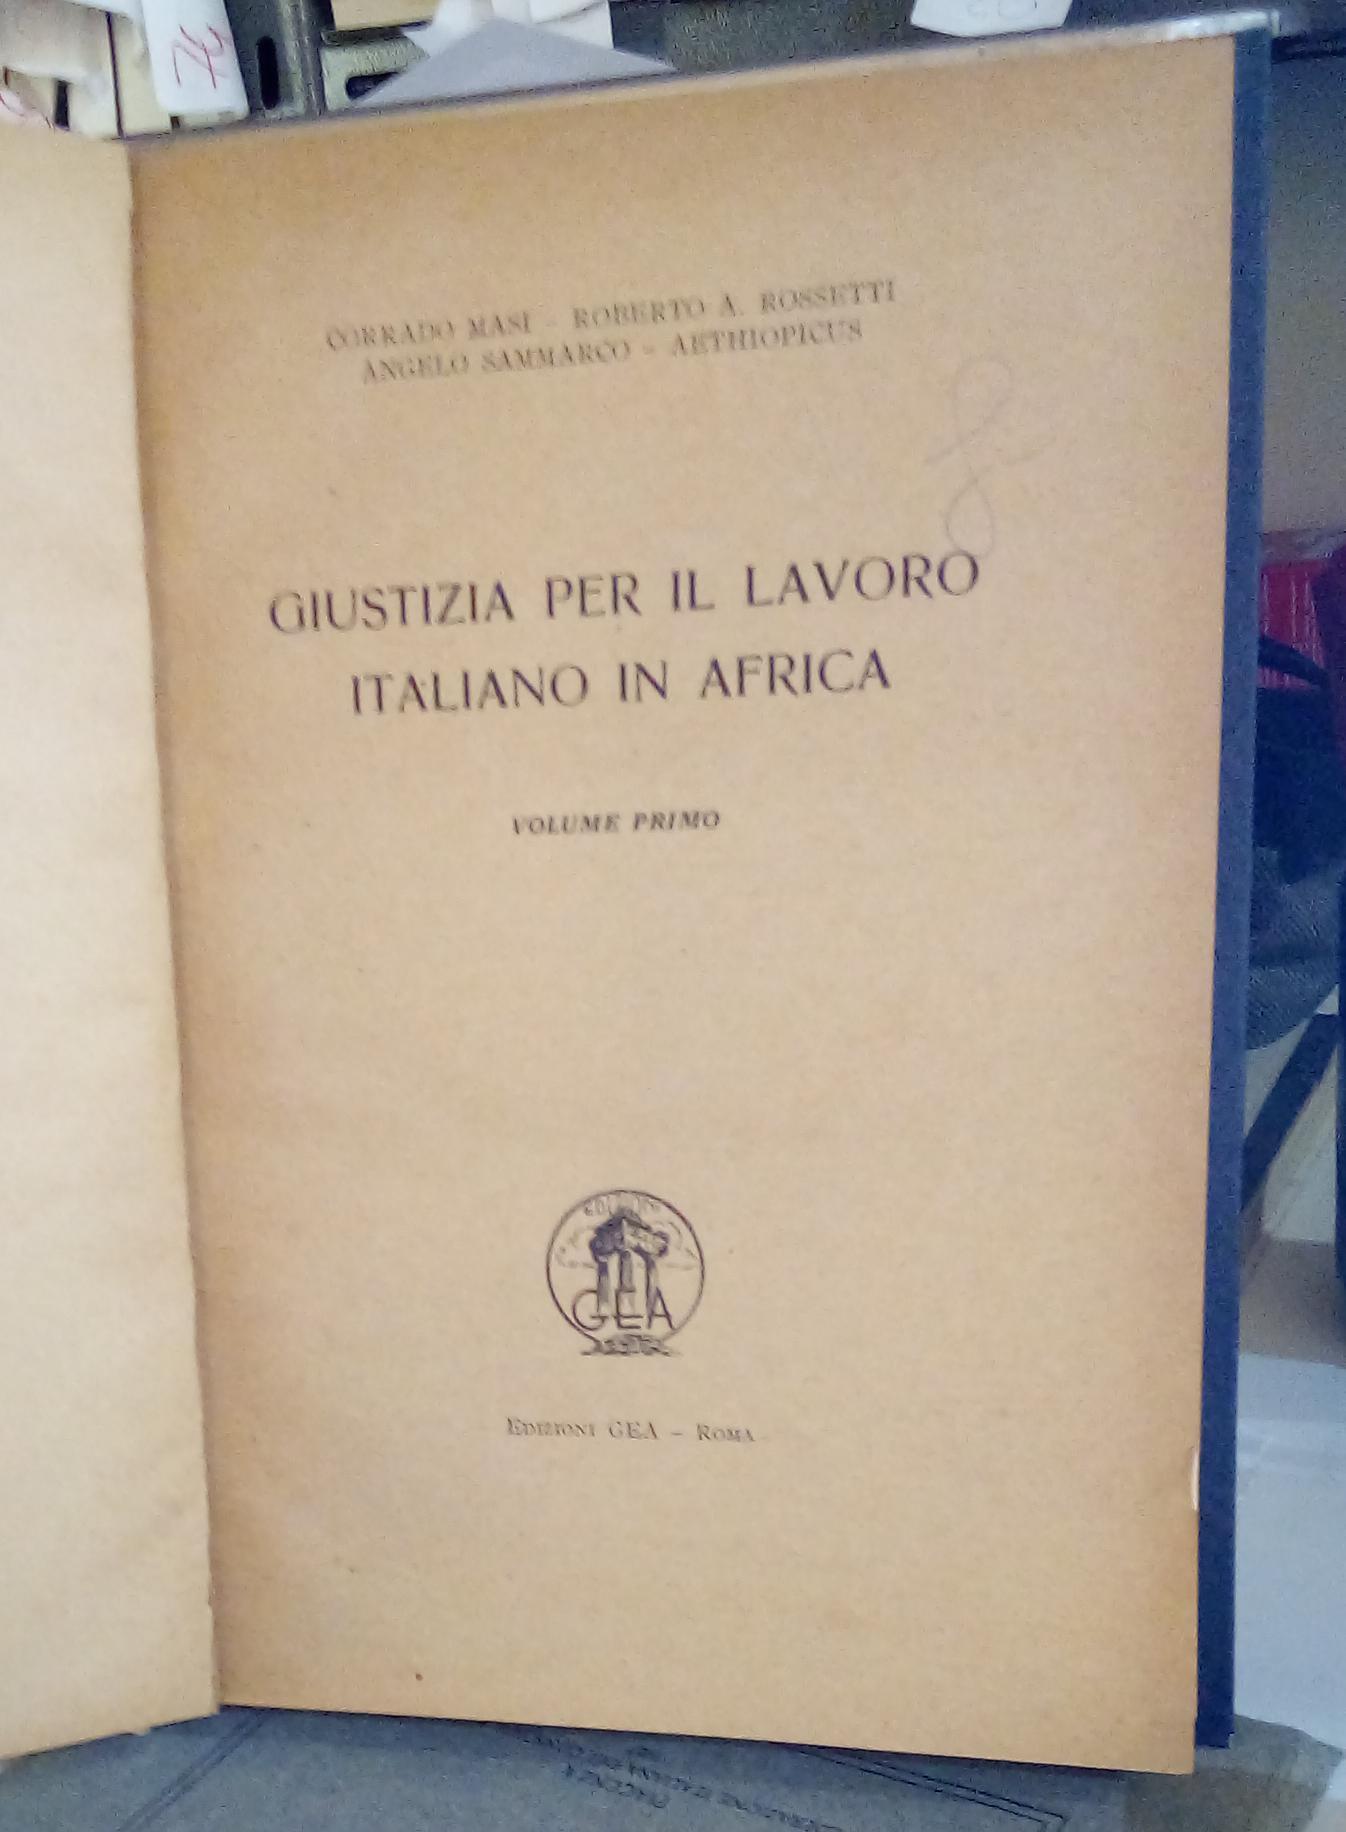 CORRADO MASI - ROBERTO A. ROSSETTI
ANGELO SAMMARCO - AETHIOPICUS
GIUSTIZIA PER IL LAVORO
ITALIANO IN AFRICA
VOLUME PRIMO
GEA
EDIZIONI GEA - ROMA
PIACENZA